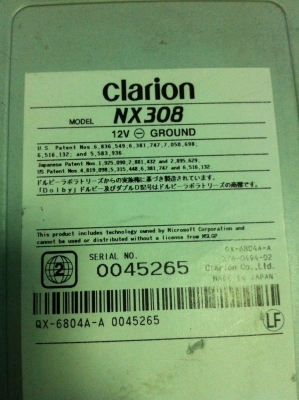 clarion
MODEL NX308
12V ⊖ GROUND
U.S. Patent Nos 6,836,549;6,381,747;7,050,698;
6,516,132; and 5,583,936
Japanese Patent Nos. 1,925,090,2,081,432 and 2,895,629,
US Patent Nos. 4,819,098,5,315,448,6,381,747 and 6,516,132
ドルビーラボラトリーズからの実施権に基づき製造されています。
「Dolby」ドルビー及びダブルD記号はドルビーラボラトリーズの商標です。
This product includes technology owned by Microsoft Corporation and
cannot be used or distributed without a license from MSLGP
2
SERIAL NO.
0045265
QX-6804A-A
-0494-02
Clarion Co.,Ltd.
MADE IN JAPAN
QX-6804A-A 0045265
LF